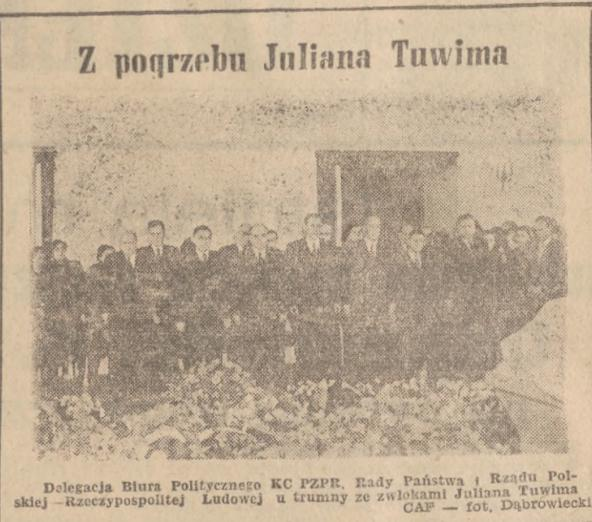 Z pogrzebu Juliana Tuwima
Delegacja Biura Politycznego KC PZPR, Rady Państwa i Rządu Pol-
skiej Rzeczypospolitej Ludowej u trumny ze zwłokami Juliana Tuwima
CAF — fot. Dąbrowiecki